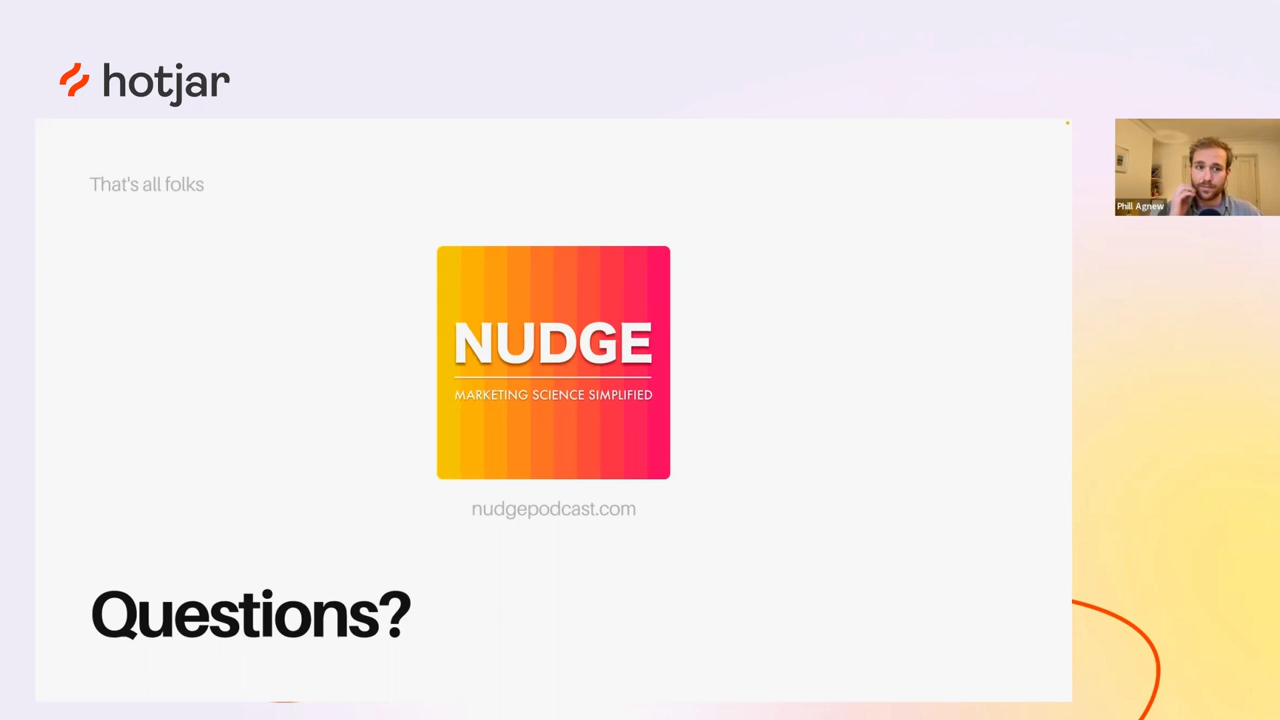 hotjar
That's all folks
Phill Agnew
NUDGE
MARKETING SCIENCE SIMPLIFIED
nudgepodcast.com
Questions?